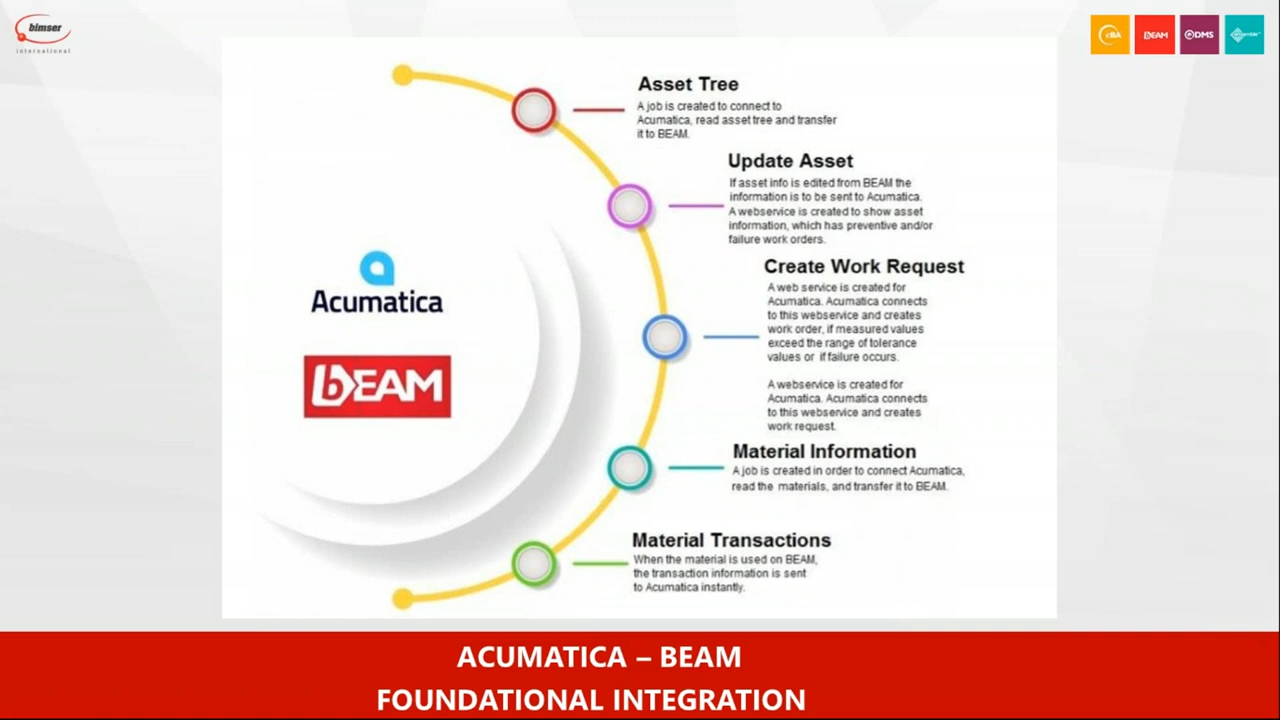 bimser
international
eBA
bEAM
QDMS
ensemble
Asset Tree
A job is created to connect to
Acumatica, read asset tree and transfer
it to BEAM.
Update Asset
If asset info is edited from BEAM the
information is to be sent to Acumatica.
A webservice is created to show asset
information, which has preventive and/or
failure work orders.
Create Work Request
A web service is created for
Acumatica. Acumatica connects
to this webservice and creates
work order, if measured values
exceed the range of tolerance
values or if failure occurs.
A webservice is created for
Acumatica. Acumatica connects
to this webservice and creates
work request.
Acumatica
bEAM
Material Information
A job is created in order to connect Acumatica,
read the materials, and transfer it to BEAM.
Material Transactions
When the material is used on BEAM,
the transaction information is sent
to Acumatica instantly.
ACUMATICA – BEAM
FOUNDATIONAL INTEGRATION